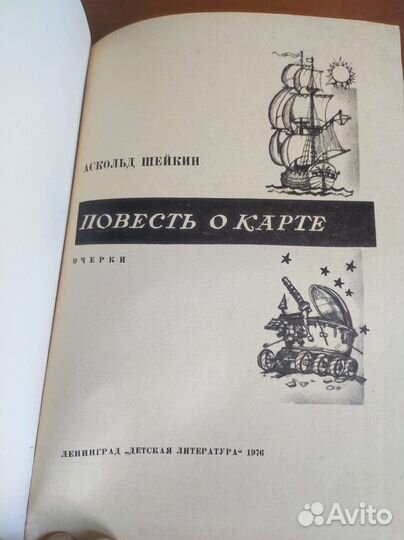 АСКОЛЬД ШЕЙКИН
ПОВЕСТЬ О КАРТЕ
ОЧЕРКИ
ЛЕНИНГРАД „ДЕТСКАЯ ЛИТЕРАТУРА“ 1976
Avito